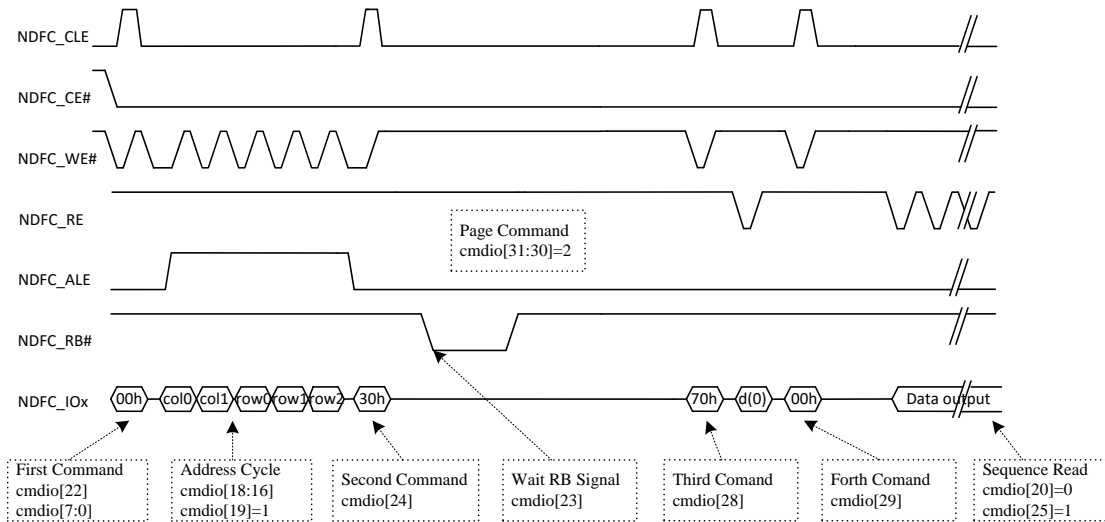 NDFC_CLE
NDFC_CE#
NDFC_WE#
NDFC_RE
Page Command
cmdio[31:30]=2
NDFC_ALE
NDFC_RB#
NDFC_IOx 00h col0 col1 row0 row1 row2 30h 70h d(0) 00h Data output
First Command
cmdio[22]
cmdio[7:0]
Address Cycle
cmdio[18:16]
cmdio[19]=1
Second Command
cmdio[24]
Wait RB Signal
cmdio[23]
Third Comand
cmdio[28]
Forth Comand
cmdio[29]
Sequence Read
cmdio[20]=0
cmdio[25]=1